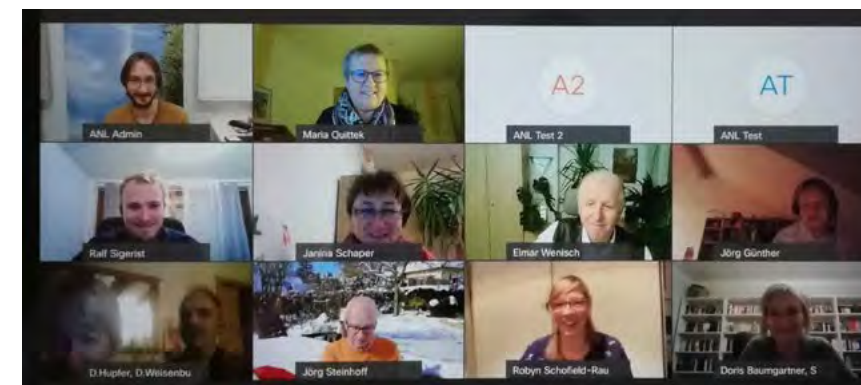 ANL Admin
Maria Quittek
A2
ANL Test 2
AT
ANL Test
Ralf Sigerist
Janina Schaper
Elmar Wenisch
Jörg Günther
D.Hupfer, D.Weisenbu
Jörg Steinhoff
Robyn Schofield-Rau
Doris Baumgartner, S